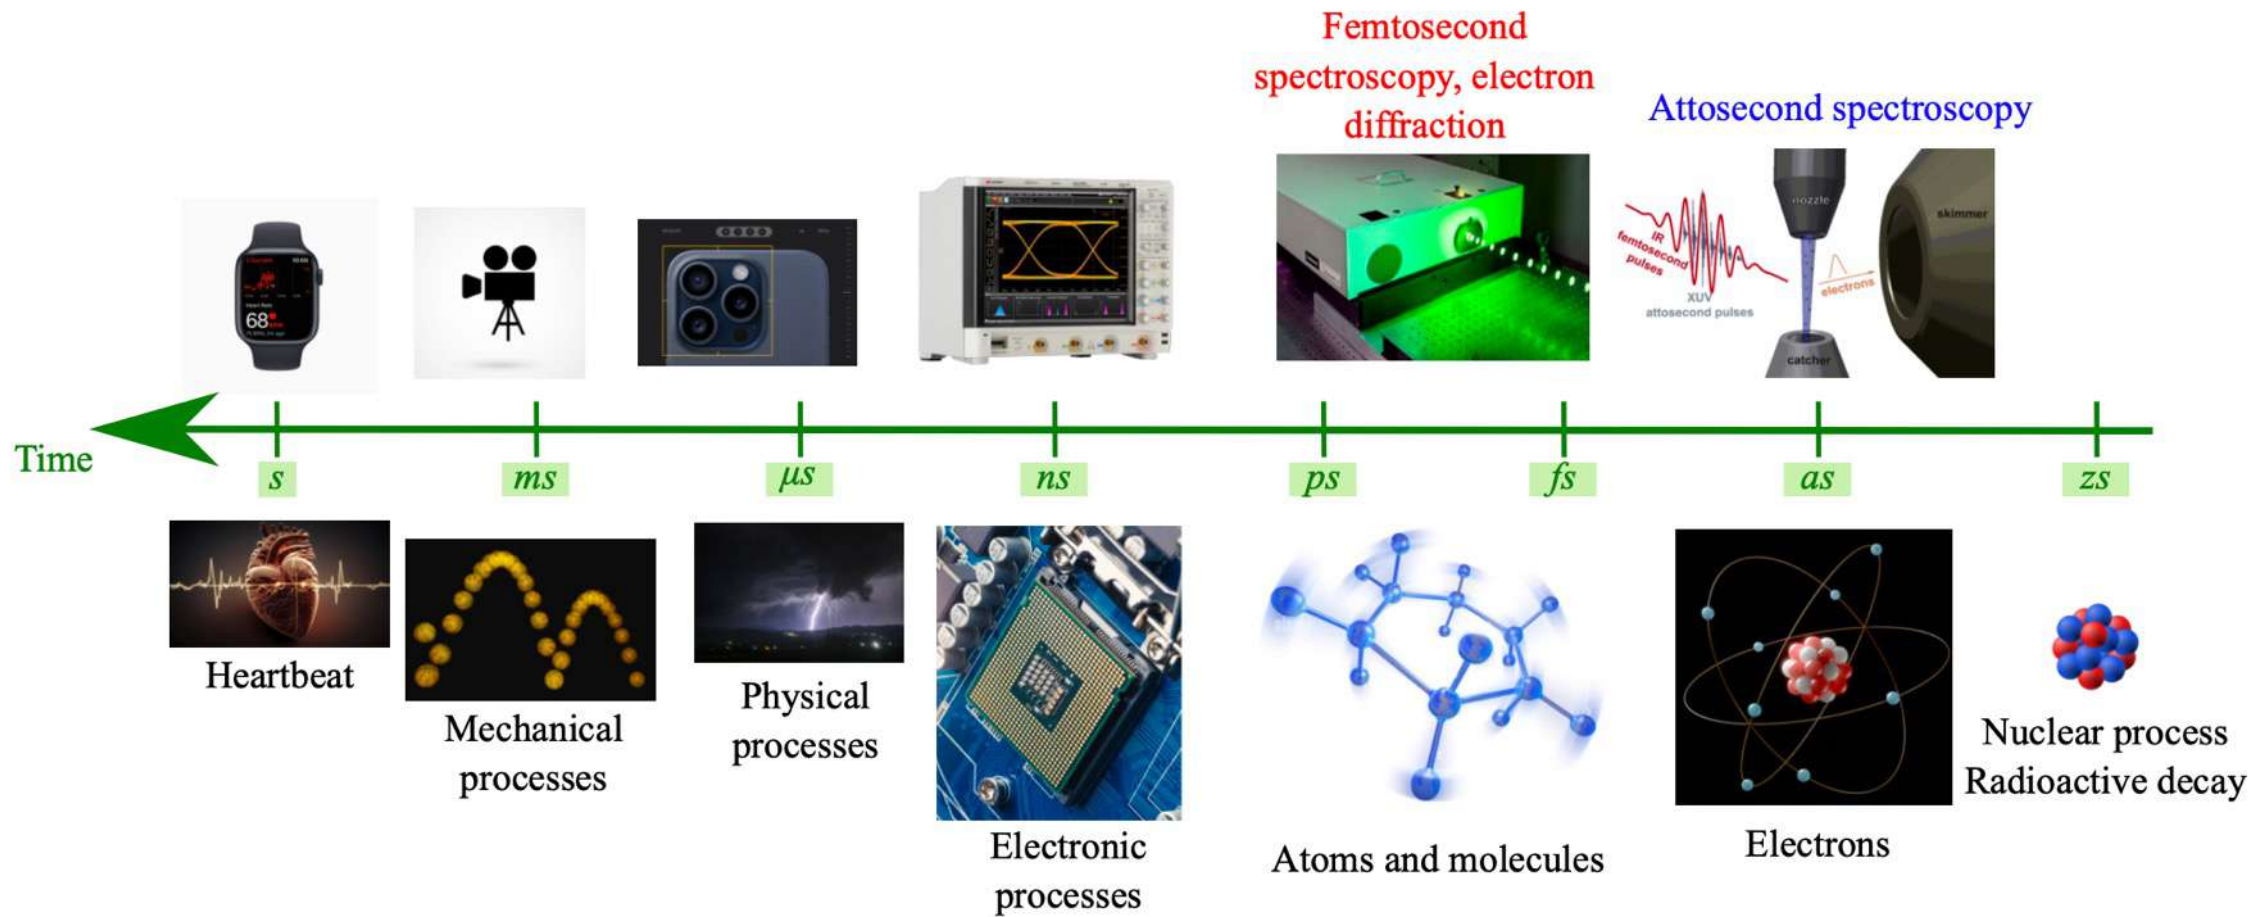 Femtosecond
spectroscopy, electron
diffraction
Attosecond spectroscopy
nozzle
skimmer
IR
femtosecond
pulses
electrons
XUV
attosecond pulses
catcher
68
Time
s
ms
μs
ns
ps
fs
as
zs
Heartbeat
Mechanical
processes
Physical
processes
Electronic
processes
Atoms and molecules
Electrons
Nuclear process
Radioactive decay